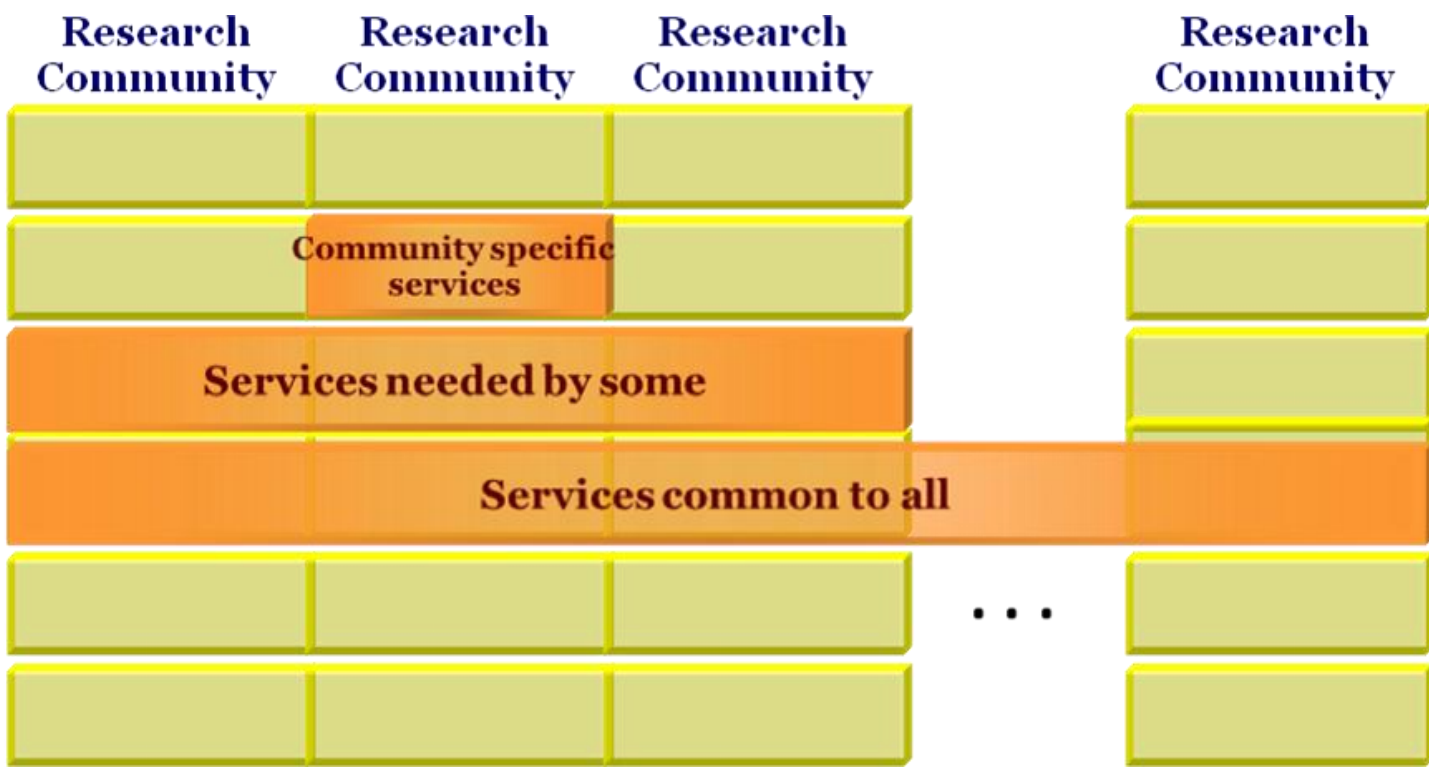 Research
Community
Research
Community
Research
Community
Research
Community
Community specific
services
Services needed by some
Services common to all
. . .